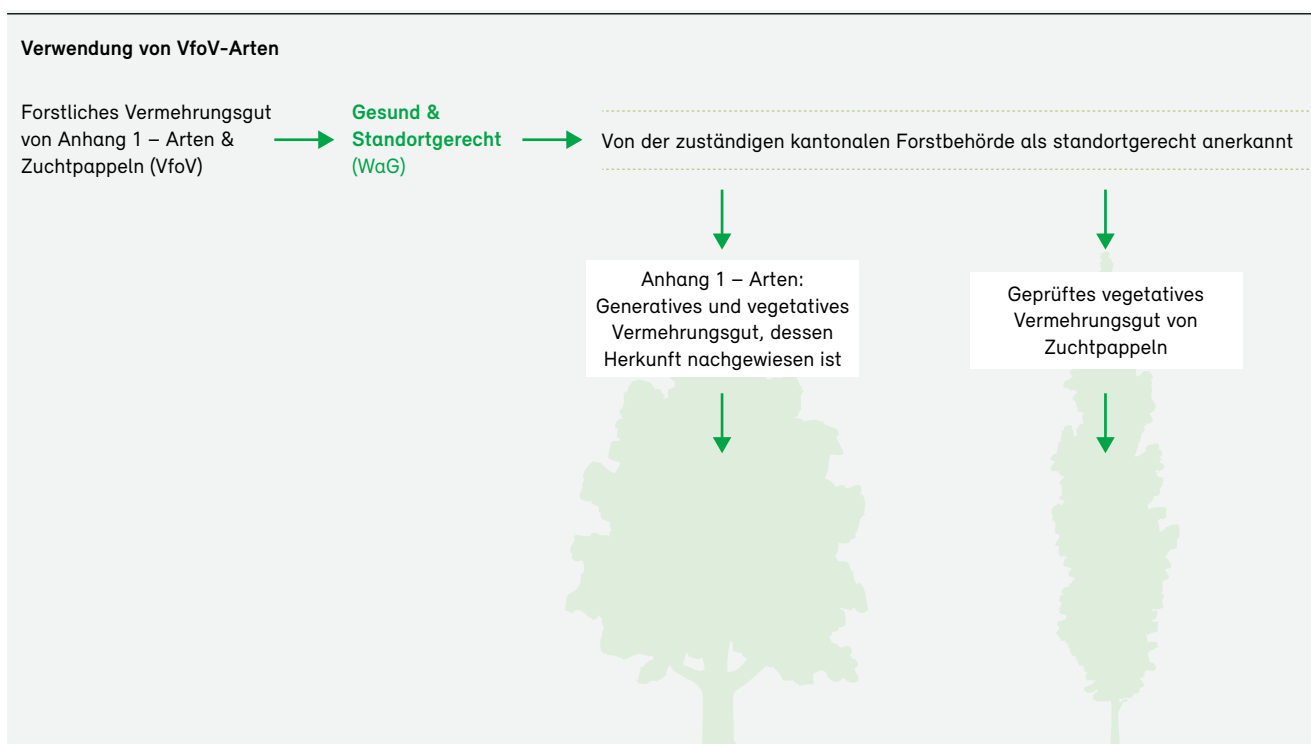 Verwendung von VfoV-Arten
Forstliches Vermehrungsgut
von Anhang 1 – Arten &
Zuchtpappeln (VfoV)
Gesund &
Standortgerecht
(WaG)
Von der zuständigen kantonalen Forstbehörde als standortgerecht anerkannt
Anhang 1 – Arten:
Generatives und vegetatives
Vermehrungsgut, dessen
Herkunft nachgewiesen ist
Geprüftes vegetatives
Vermehrungsgut von
Zuchtpappeln